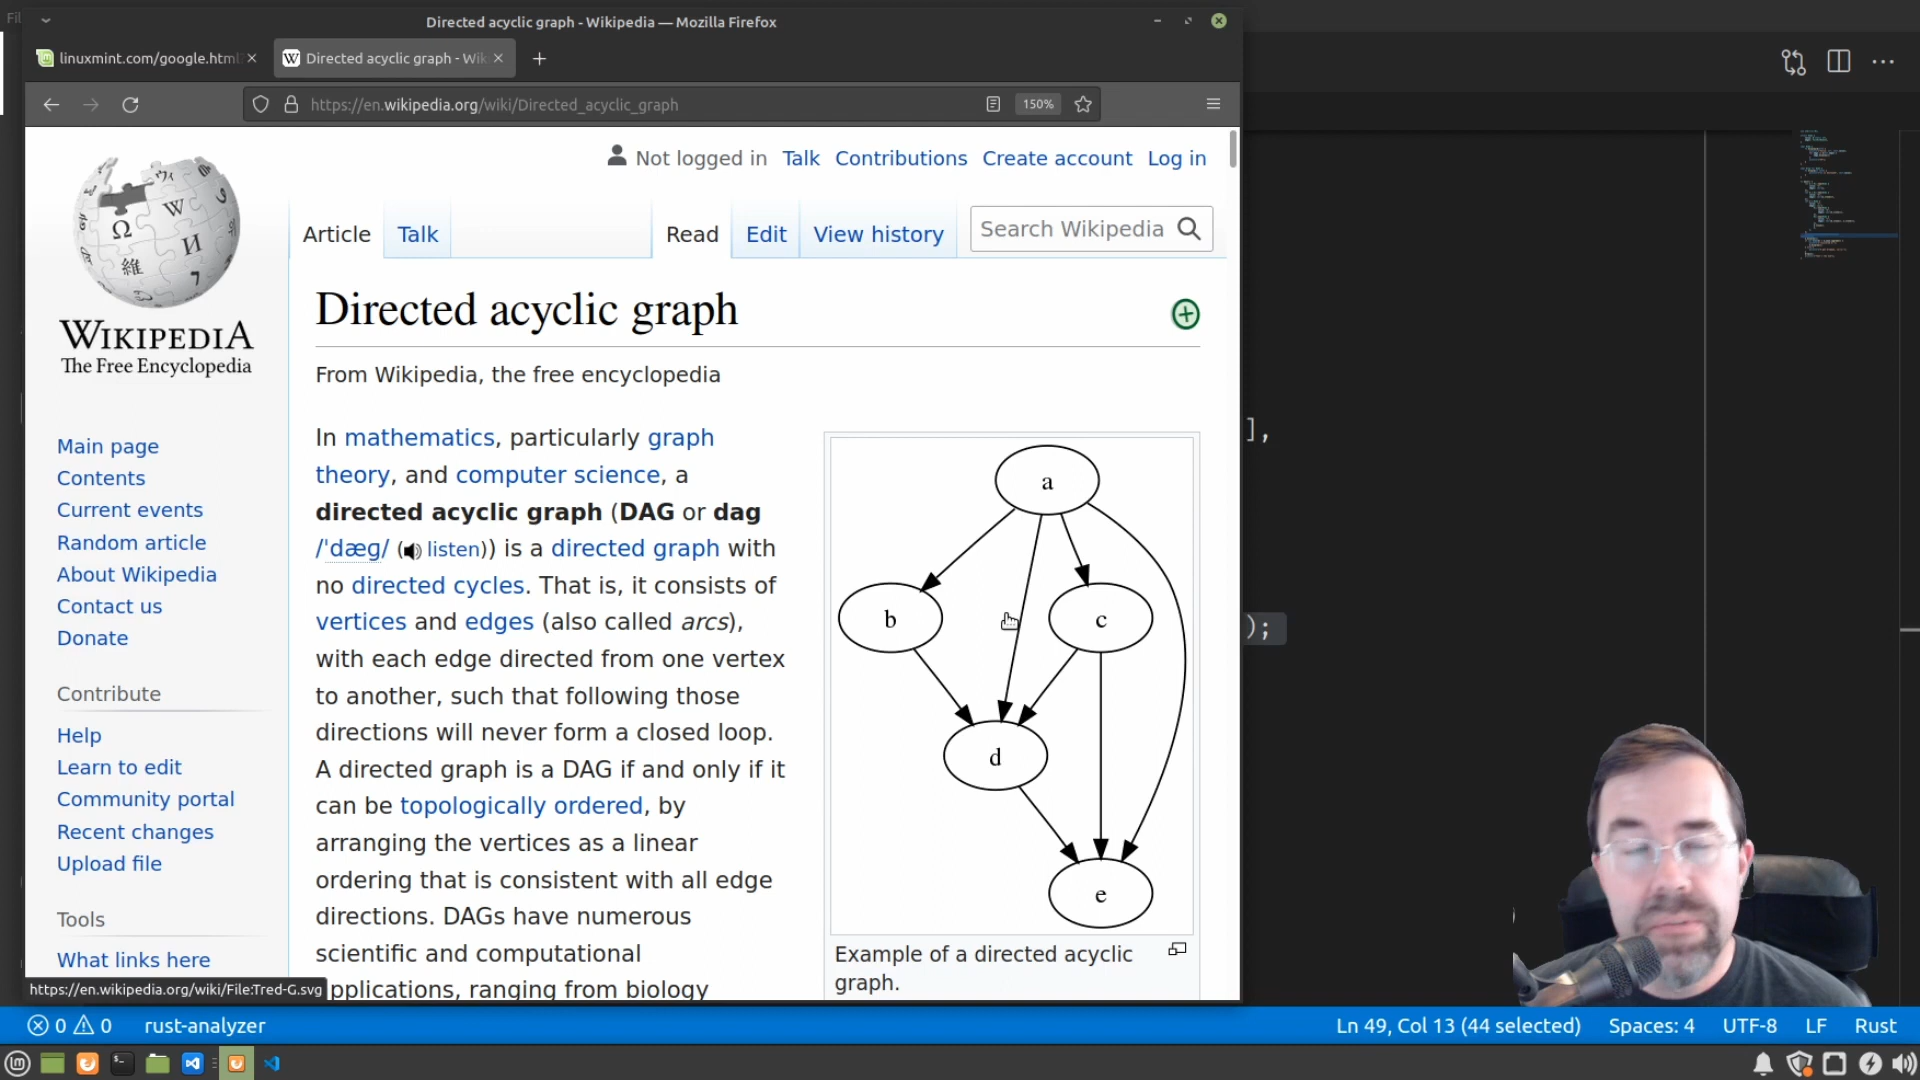 Directed acyclic graph - Wikipedia — Mozilla Firefox
linuxmint.com/google.html
Directed acyclic graph - Wik
https://en.wikipedia.org/wiki/Directed_acyclic_graph
150%
Not logged in Talk Contributions Create account Log in
Article Talk Read Edit View history Search Wikipedia
WIKIPEDIA
The Free Encyclopedia
Main page
Contents
Current events
Random article
About Wikipedia
Contact us
Donate
Contribute
Help
Learn to edit
Community portal
Recent changes
Upload file
Tools
What links here
Directed acyclic graph
From Wikipedia, the free encyclopedia
In mathematics, particularly graph
theory, and computer science, a
directed acyclic graph (DAG or dag
/ˈdæɡ/ (listen)) is a directed graph with
no directed cycles. That is, it consists of
vertices and edges (also called arcs),
with each edge directed from one vertex
to another, such that following those
directions will never form a closed loop.
A directed graph is a DAG if and only if it
can be topologically ordered, by
arranging the vertices as a linear
ordering that is consistent with all edge
directions. DAGs have numerous
scientific and computational
applications, ranging from biology
a
b
c
d
e
Example of a directed acyclic
graph.
https://en.wikipedia.org/wiki/File:Tred-G.svg
],
);
0 0 rust-analyzer
Ln 49, Col 13 (44 selected) Spaces: 4 UTF-8 LF Rust